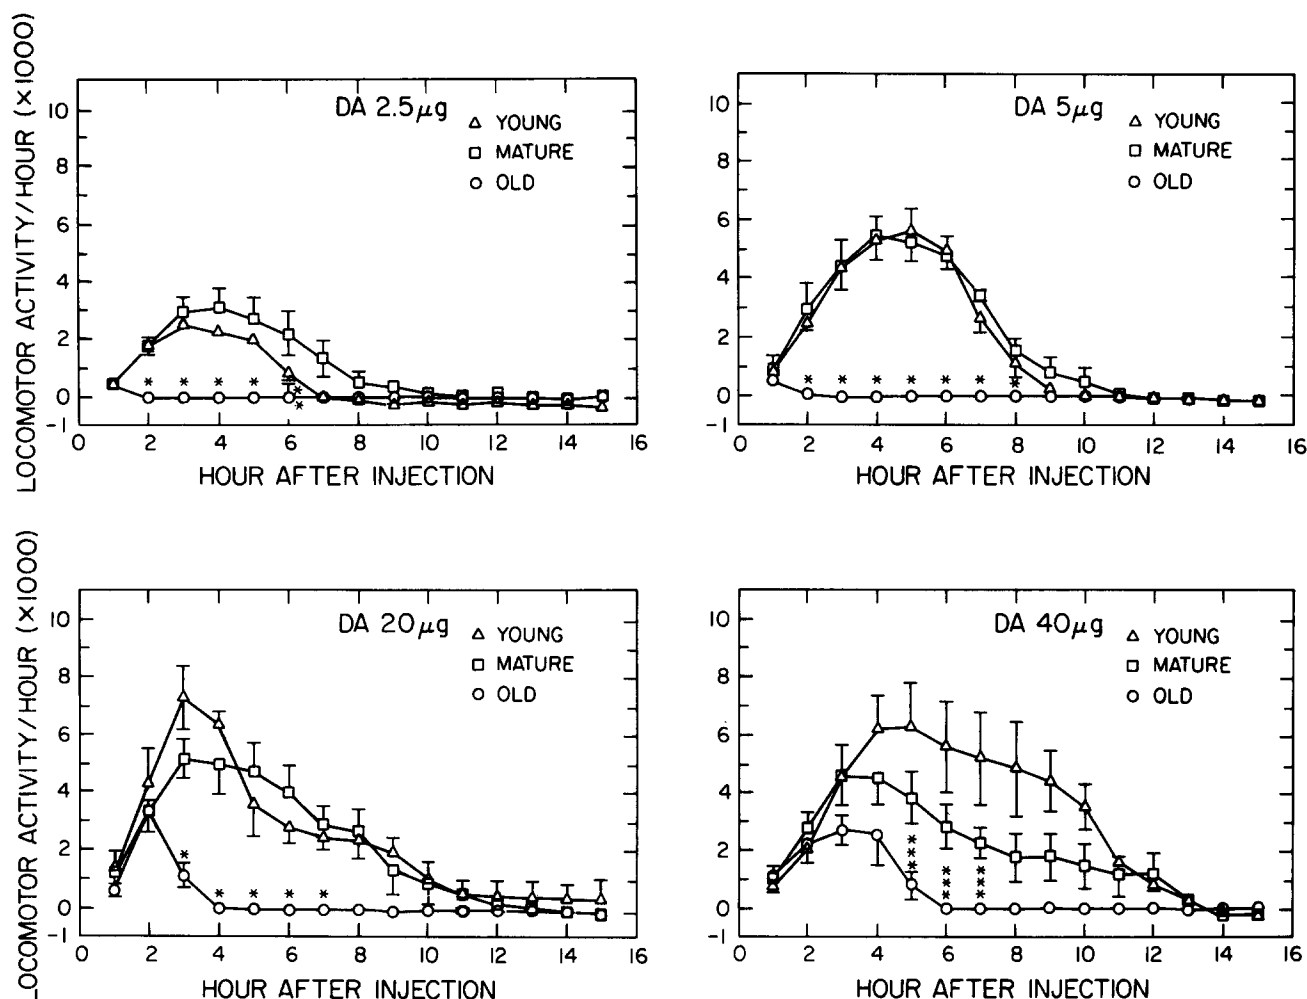 LOCOMOTOR ACTIVITY/HOUR (×1000)
DA 2.5μg
△ YOUNG
□ MATURE
○ OLD
10
8
6
4
2
0
-1
* * * * * *
*
0 2 4 6 8 10 12 14 16
HOUR AFTER INJECTION
DA 5μg
△ YOUNG
□ MATURE
○ OLD
10
8
6
4
2
0
-1
* * * * * * *
0 2 4 6 8 10 12 14 16
HOUR AFTER INJECTION
LOCOMOTOR ACTIVITY/HOUR (×1000)
DA 20μg
△ YOUNG
□ MATURE
○ OLD
10
8
6
4
2
0
-1
*
* * * *
0 2 4 6 8 10 12 14 16
HOUR AFTER INJECTION
DA 40μg
△ YOUNG
□ MATURE
○ OLD
10
8
6
4
2
0
-1
***
*** ***
0 2 4 6 8 10 12 14 16
HOUR AFTER INJECTION